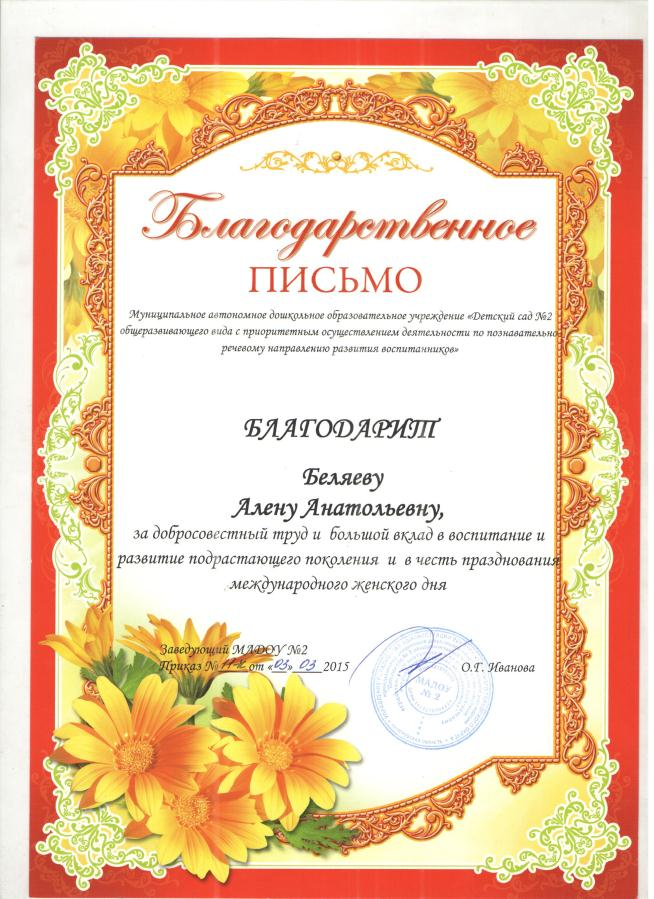 Благодарственное
ПИСЬМО
Муниципальное автономное дошкольное образовательное учреждение «Детский сад №2
общеразвивающего вида с приоритетным осуществлением деятельности по познавательно-
речевому направлению развития воспитанников»
БЛАГОДАРИТ
Беляеву
Алену Анатольевну,
за добросовестный труд и большой вклад в воспитание и
развитие подрастающего поколения и в честь празднования
международного женского дня
Заведующий МАДОУ №2
Приказ № от «03» 03 2015 О.Г. Иванова
МАДОУ
№ 2